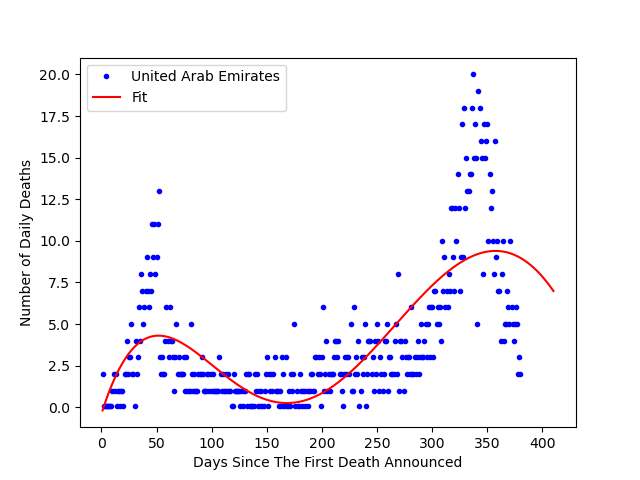 United Arab Emirates
Fit
20.0
17.5
15.0
12.5
10.0
7.5
5.0
2.5
0.0
Number of Daily Deaths
0 50 100 150 200 250 300 350 400
Days Since The First Death Announced